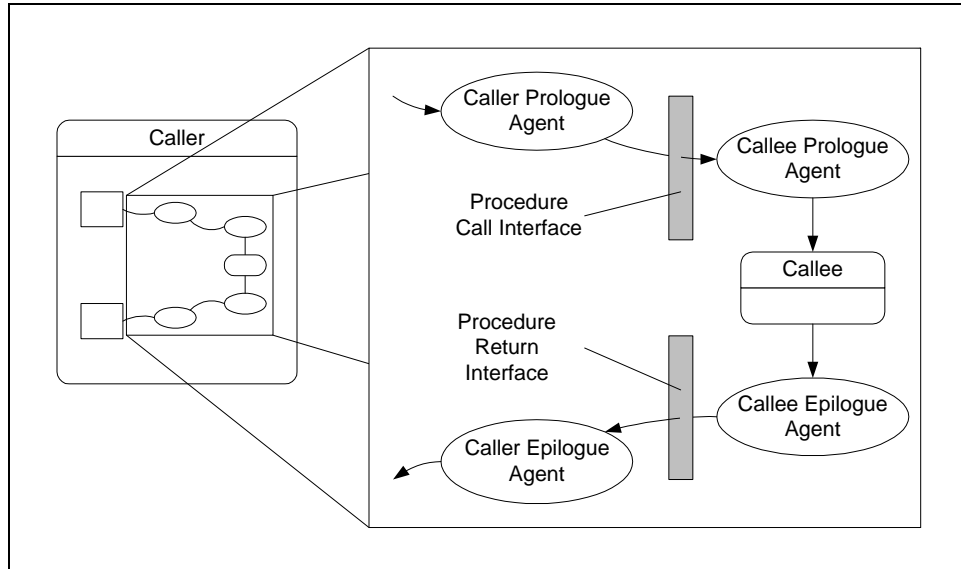 Caller
Caller Prologue
Agent
Callee Prologue
Agent
Procedure
Call Interface
Callee
Procedure
Return
Interface
Callee Epilogue
Agent
Caller Epilogue
Agent